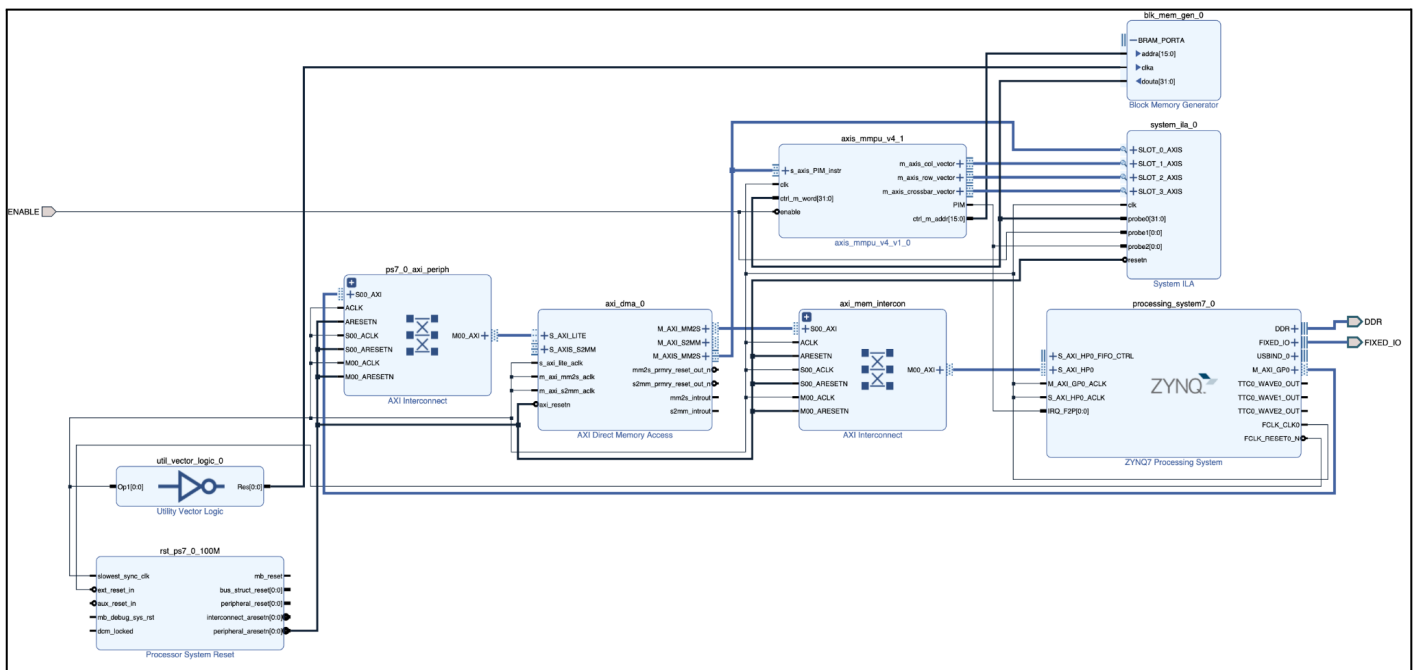 blk_mem_gen_0
BRAM_PORTA
addra[15:0]
clka
douta[31:0]
Block Memory Generator
system_ila_0
SLOT_0_AXIS
SLOT_1_AXIS
SLOT_2_AXIS
SLOT_3_AXIS
clk
probe0[31:0]
probe1[0:0]
probe2[0:0]
resetn
System ILA
axis_mmpu_v4_1
s_axis_PIM_instr
clk
ctrl_m_word[31:0]
enable
m_axis_col_vector
m_axis_row_vector
m_axis_crossbar_vector
PIM
ctrl_m_addr[15:0]
axis_mmpu_v4_v1_0
ENABLE
ps7_0_axi_periph
S00_AXI
ACLK
ARESETN
S00_ACLK
S00_ARESETN
M00_ACLK
M00_ARESETN
M00_AXI
AXI Interconnect
axi_dma_0
S_AXI_LITE
S_AXIS_S2MM
s_axi_lite_aclk
m_axi_mm2s_aclk
m_axi_s2mm_aclk
axi_resetn
M_AXI_MM2S
M_AXI_S2MM
M_AXIS_MM2S
mm2s_prmry_reset_out_n
s2mm_prmry_reset_out_n
mm2s_introut
s2mm_introut
AXI Direct Memory Access
axi_mem_intercon
S00_AXI
ACLK
ARESETN
S00_ACLK
S00_ARESETN
M00_ACLK
M00_ARESETN
M00_AXI
AXI Interconnect
processing_system7_0
S_AXI_HP0_FIFO_CTRL
S_AXI_HP0
M_AXI_GP0_ACLK
S_AXI_HP0_ACLK
IRQ_F2P[0:0]
ZYNQ
DDR
FIXED_IO
USBIND_0
M_AXI_GP0
TTC0_WAVE0_OUT
TTC0_WAVE1_OUT
TTC0_WAVE2_OUT
FCLK_CLK0
FCLK_RESET0_N
ZYNQ7 Processing System
DDR
FIXED_IO
util_vector_logic_0
Op1[0:0]
Res[0:0]
Utility Vector Logic
rst_ps7_0_100M
slowest_sync_clk
ext_reset_in
aux_reset_in
mb_debug_sys_rst
dcm_locked
mb_reset
bus_struct_reset[0:0]
peripheral_reset[0:0]
interconnect_aresetn[0:0]
peripheral_aresetn[0:0]
Processor System Reset